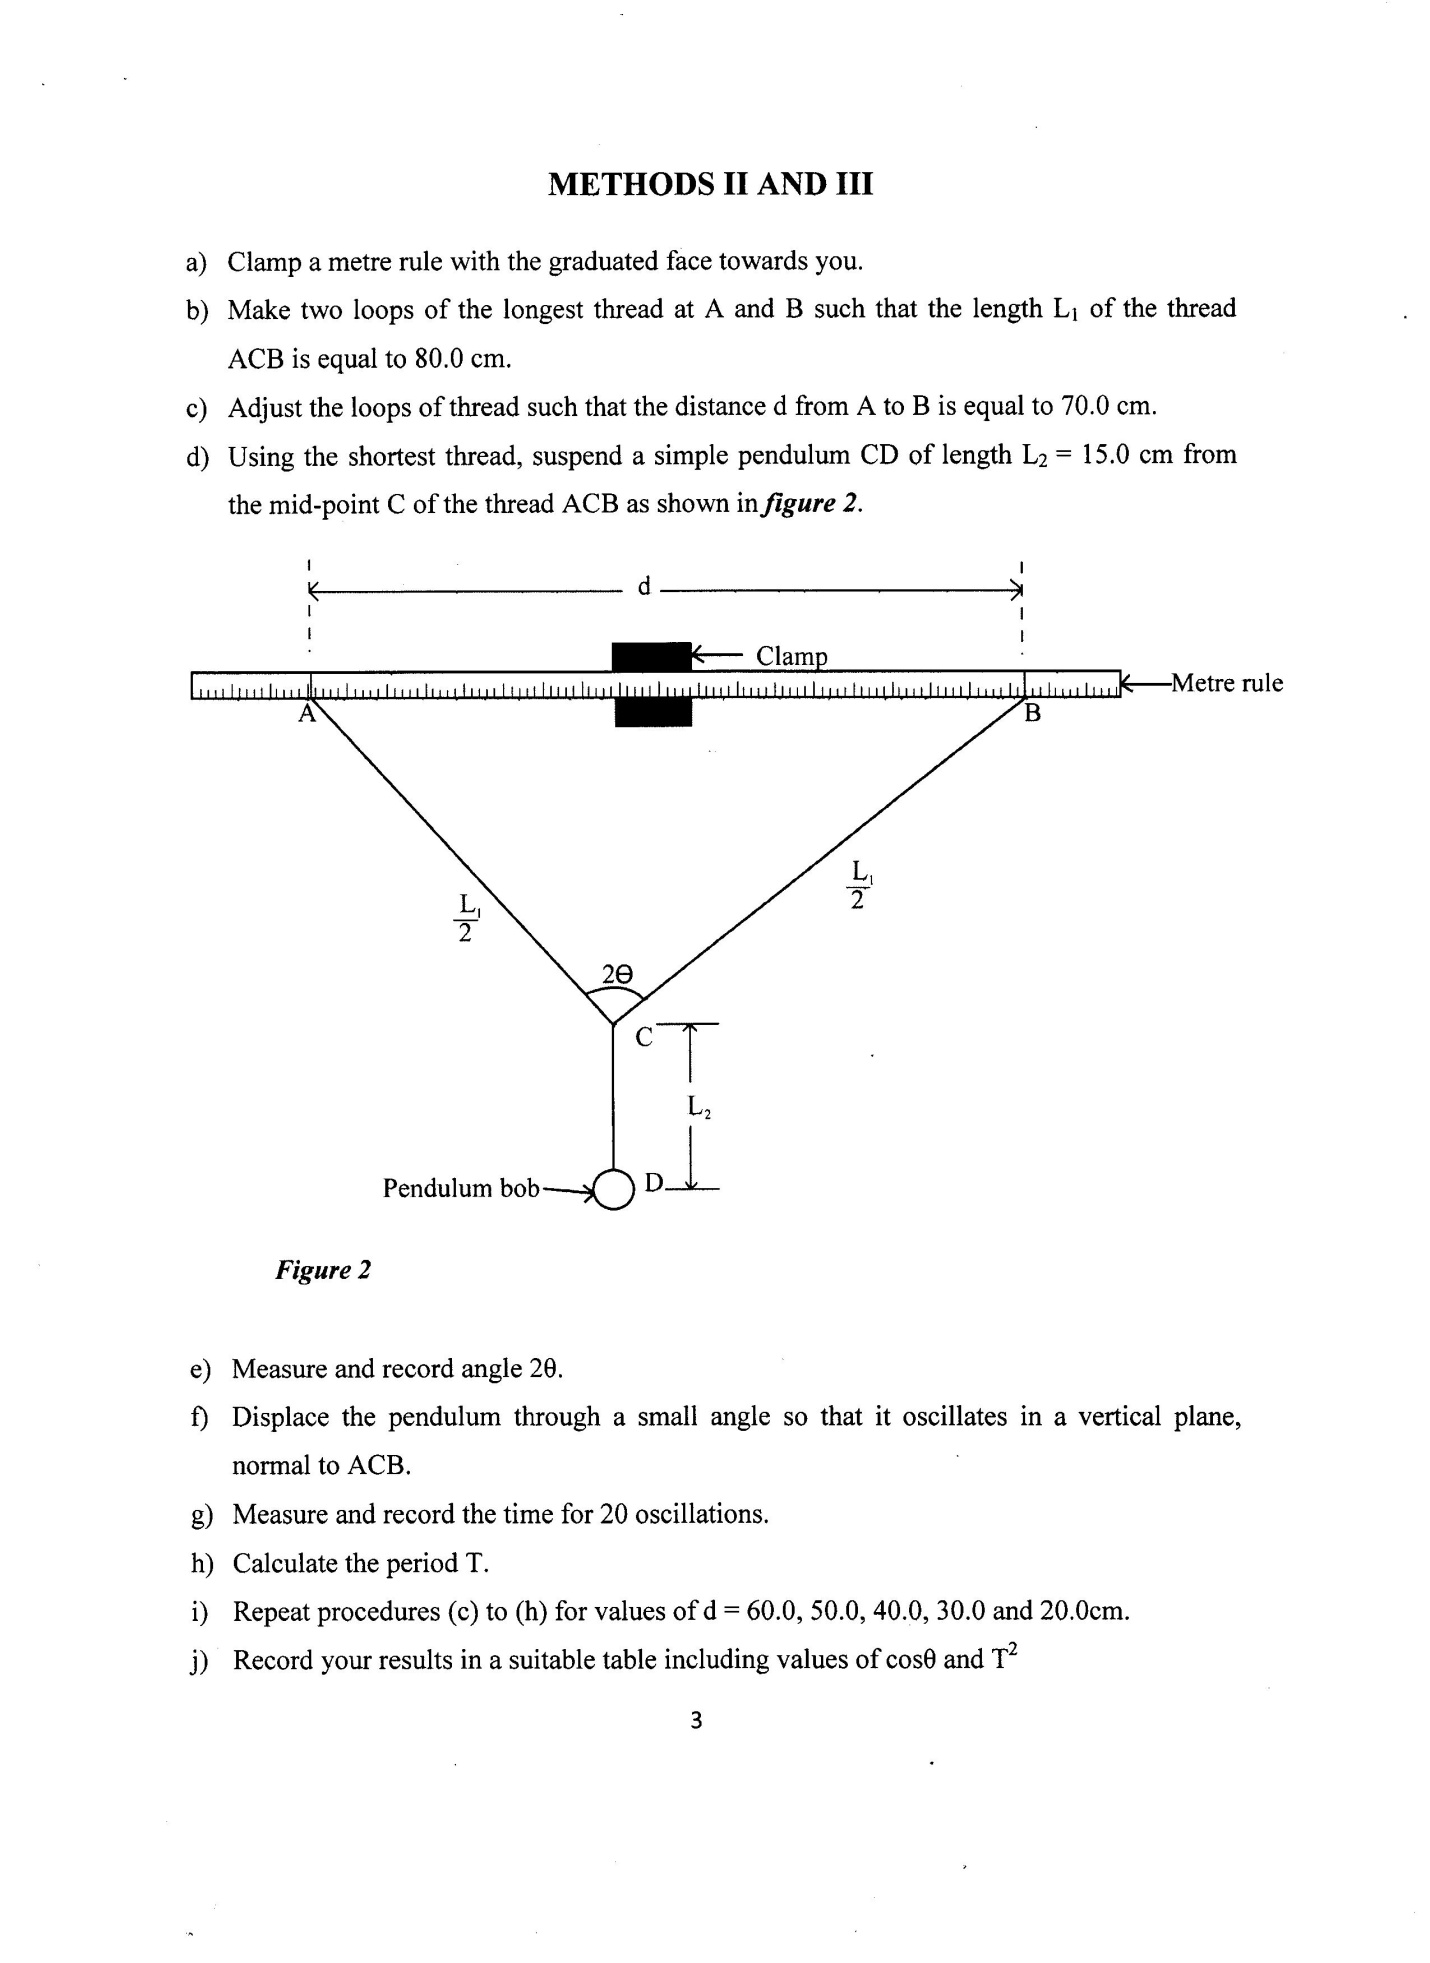 METHODS II AND III
a) Clamp a metre rule with the graduated face towards you.
b) Make two loops of the longest thread at A and B such that the length L₁ of the thread
ACB is equal to 80.0 cm.
c) Adjust the loops of thread such that the distance d from A to B is equal to 70.0 cm.
d) Using the shortest thread, suspend a simple pendulum CD of length L₂ = 15.0 cm from
the mid-point C of the thread ACB as shown in figure 2.
d
Clamp
Metre rule
A
B
L₁
2
L₁
2
2θ
C
L₂
Pendulum bob
D
Figure 2
e) Measure and record angle 2θ.
f) Displace the pendulum through a small angle so that it oscillates in a vertical plane,
normal to ACB.
g) Measure and record the time for 20 oscillations.
h) Calculate the period T.
i) Repeat procedures (c) to (h) for values of d = 60.0, 50.0, 40.0, 30.0 and 20.0cm.
j) Record your results in a suitable table including values of cosθ and T²
3